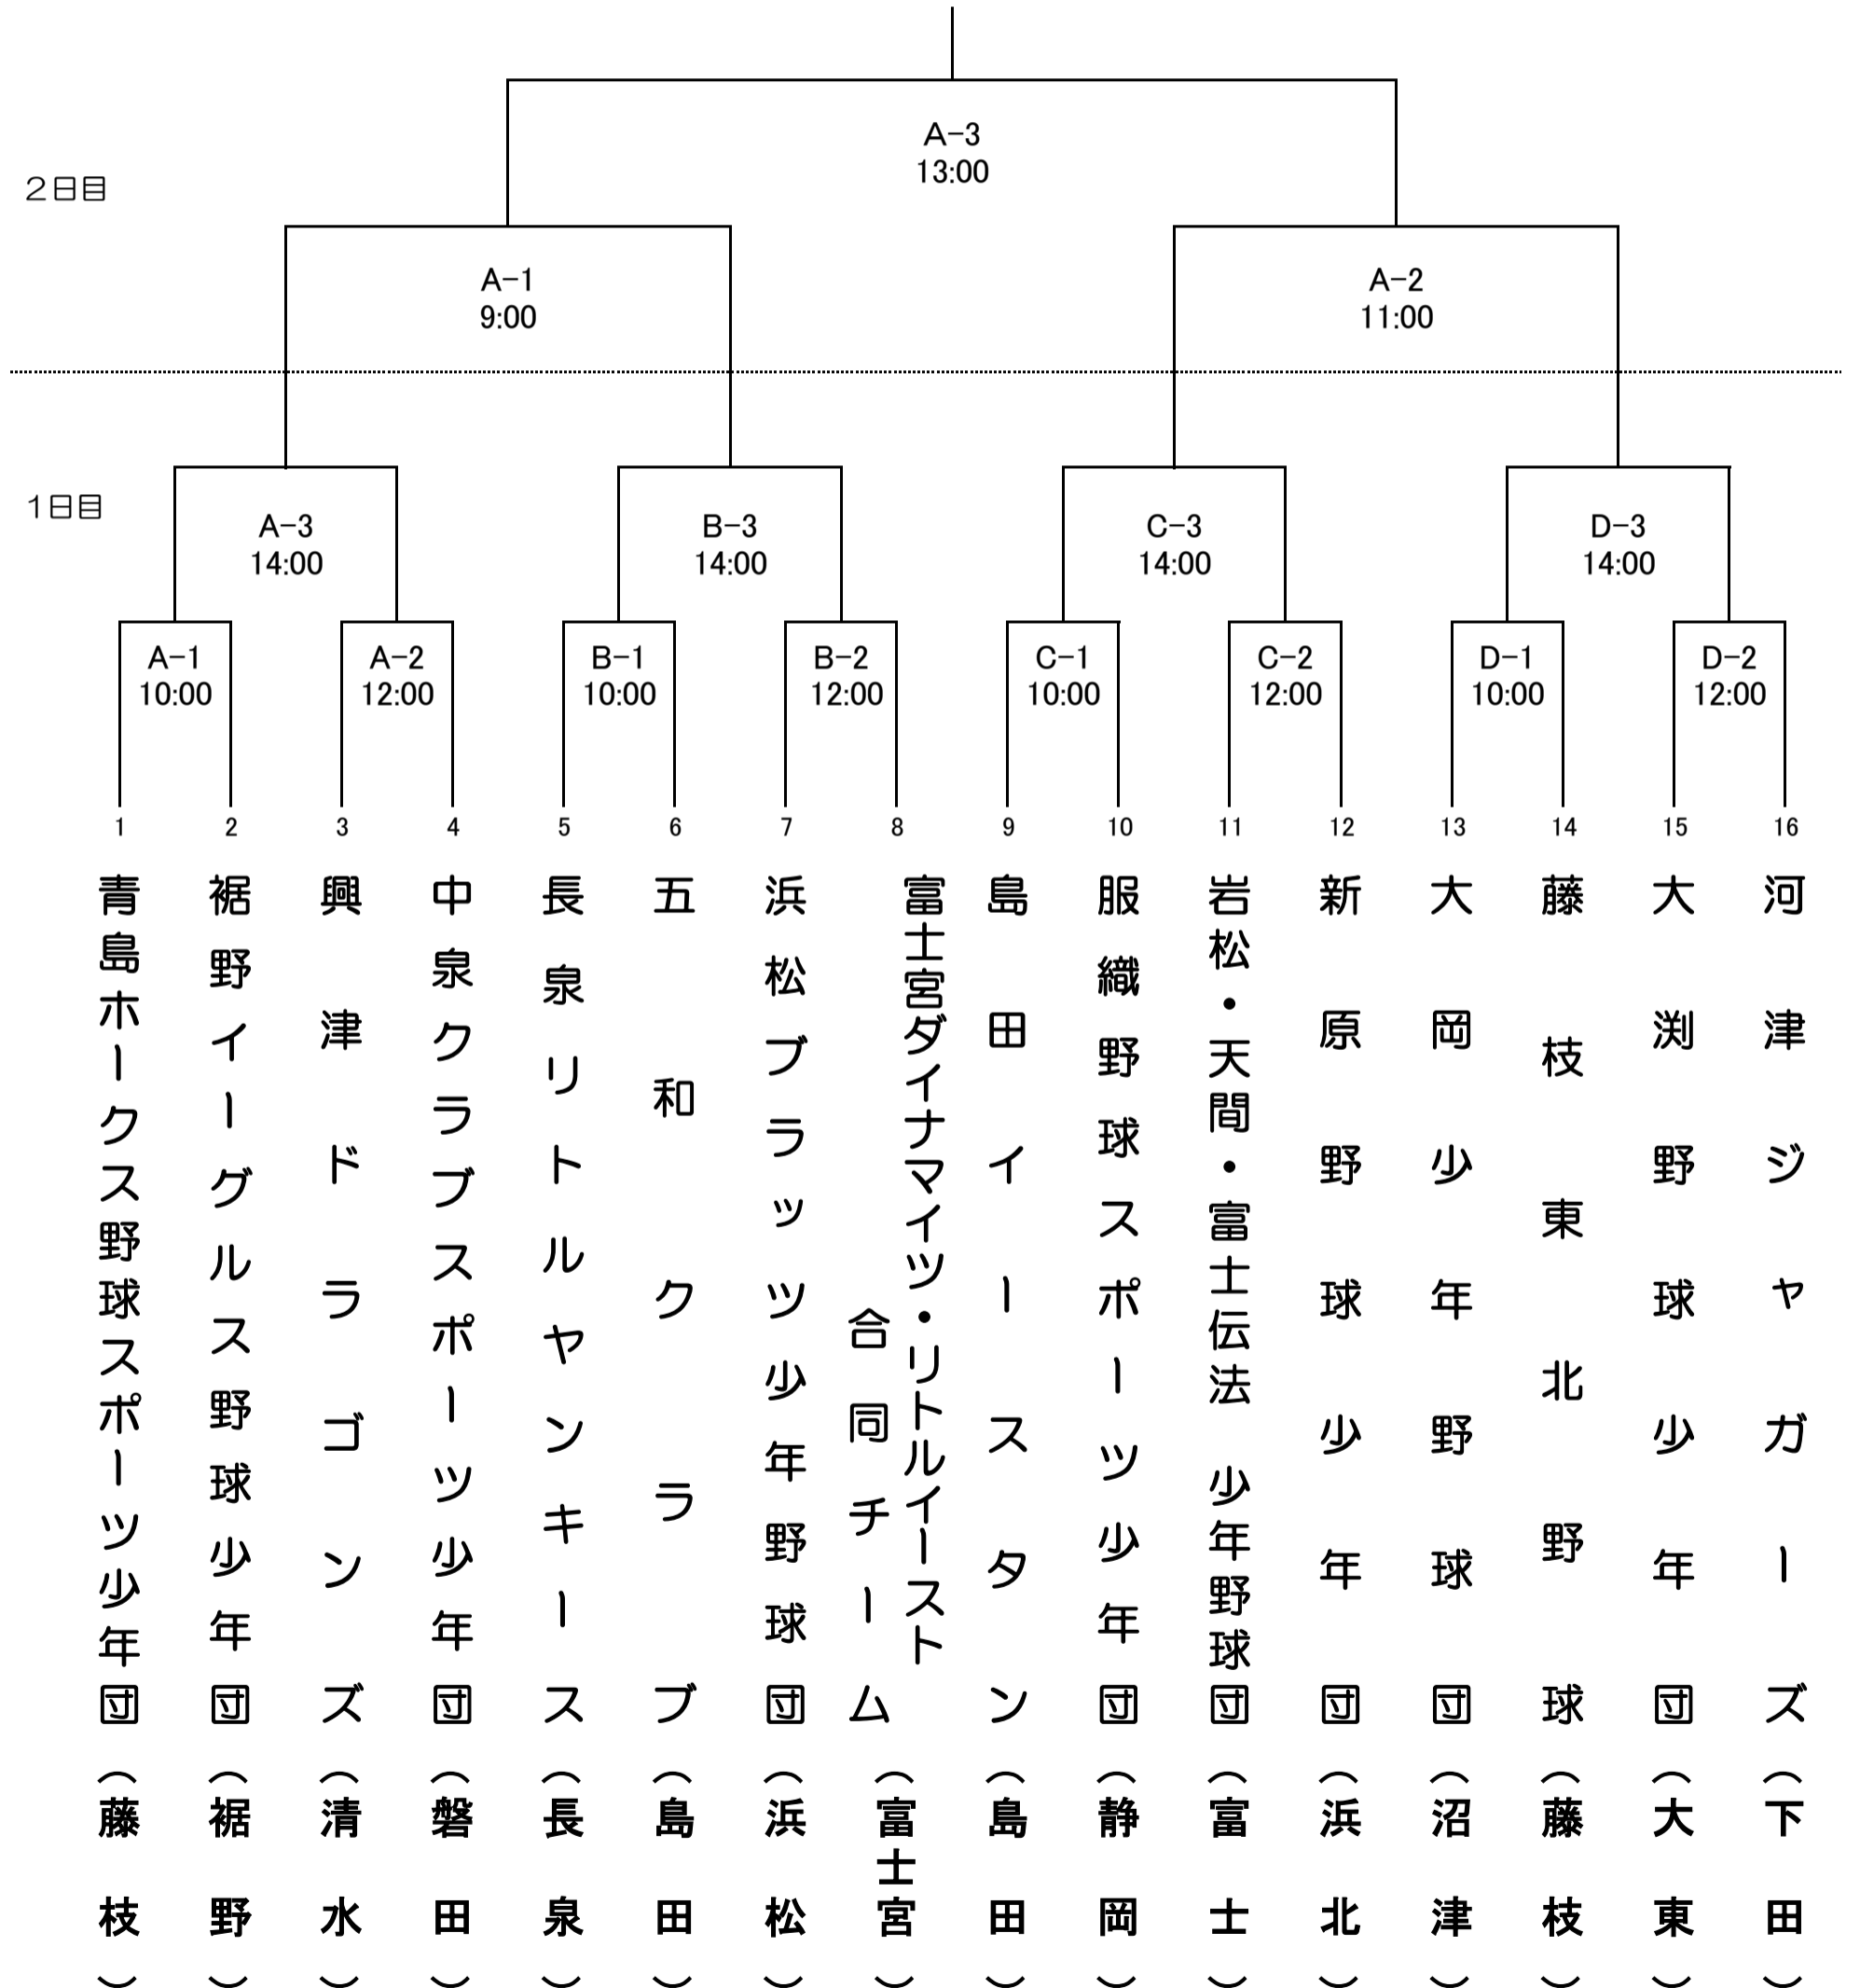 A-3
13:00
2日目
A-1
9:00
A-2
11:00
1日目
A-3
14:00
B-3
14:00
C-3
14:00
D-3
14:00
A-1
10:00
A-2
12:00
B-1
10:00
B-2
12:00
C-1
10:00
C-2
12:00
D-1
10:00
D-2
12:00
1
青島ホークス野球スポーツ少年団（藤枝）
2
裾野イーグルス野球少年団（裾野）
3
興津ドラゴンズ（清水）
4
中泉クラブスポーツ少年団（磐田）
5
長泉リトルヤンキース（長泉）
6
五和クラブ（島田）
7
浜松ブラッツ少年野球団（浜松）
8
富士宮ダイナマイツ・リトルイースト
合同チーム（富士宮）
9
島田イースタン（島田）
10
服織野球スポーツ少年団（静岡）
11
岩松・天間・富士伝法 少年野球団（富士）
12
新原野球少年団（浜北）
13
大岡少年野球団（沼津）
14
藤枝東北野球（藤枝）
15
大渕野球少年団（大東）
16
河津ジャガーズ（下田）